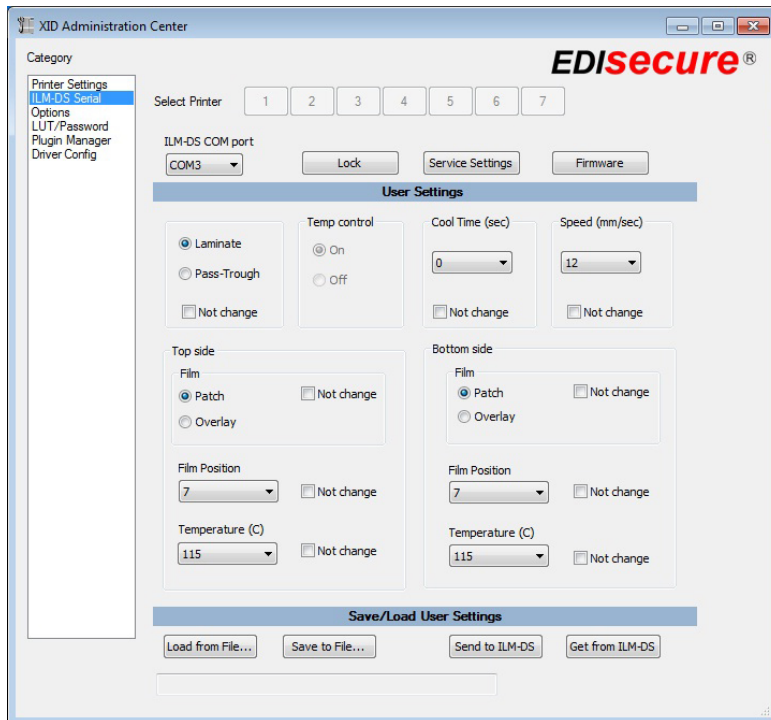 XID Administration Center
Category
EDIsecure®
Printer Settings
ILM-DS Serial
Options
LUT/Password
Plugin Manager
Driver Config
Select Printer 1 2 3 4 5 6 7
ILM-DS COM port
COM3 Lock Service Settings Firmware
User Settings
Temp control Cool Time (sec) Speed (mm/sec)
Laminate On
0 12
Pass-Trough Off
Not change Not change Not change
Top side Bottom side
Film Film
Patch Not change Patch Not change
Overlay Overlay
Film Position Film Position
7 Not change 7 Not change
Temperature (C) Temperature (C)
115 Not change 115 Not change
Save/Load User Settings
Load from File... Save to File... Send to ILM-DS Get from ILM-DS